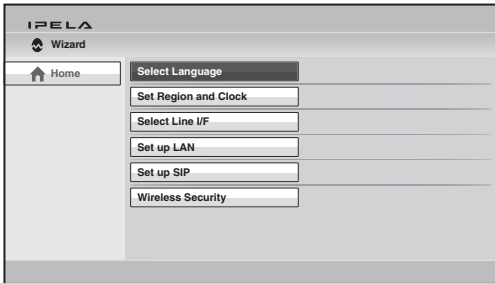 IPELA
Wizard
Home
Select Language
Set Region and Clock
Select Line I/F
Set up LAN
Set up SIP
Wireless Security